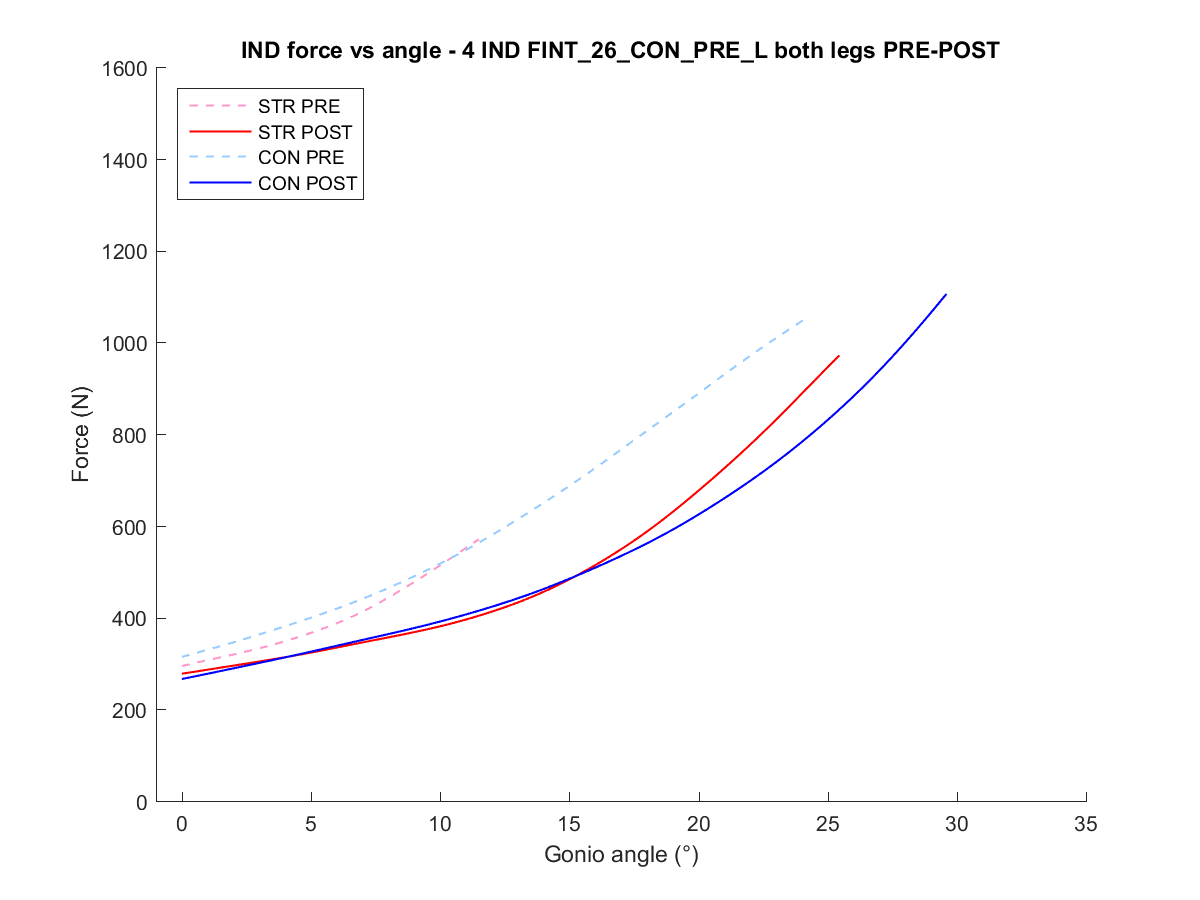 IND force vs angle - 4 IND FINT_26_CON_PRE_L both legs PRE-POST
1600
1400
1200
1000
800
600
400
200
0
Force (N)
STR PRE
STR POST
CON PRE
CON POST
0 5 10 15 20 25 30 35
Gonio angle (°)